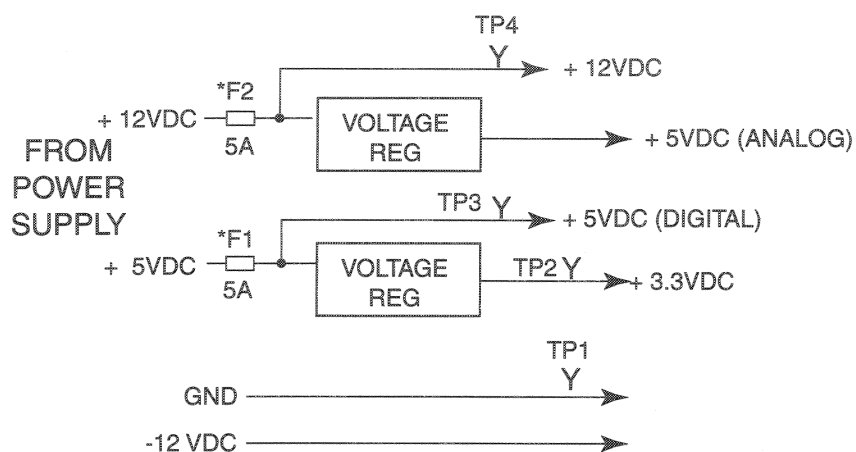 TP4
+ 12VDC
*F2
+ 12VDC
5A
VOLTAGE
REG
+ 5VDC (ANALOG)
FROM
POWER
SUPPLY
TP3
+ 5VDC (DIGITAL)
*F1
+ 5VDC
5A
VOLTAGE
REG
TP2
+ 3.3VDC
TP1
GND
-12 VDC